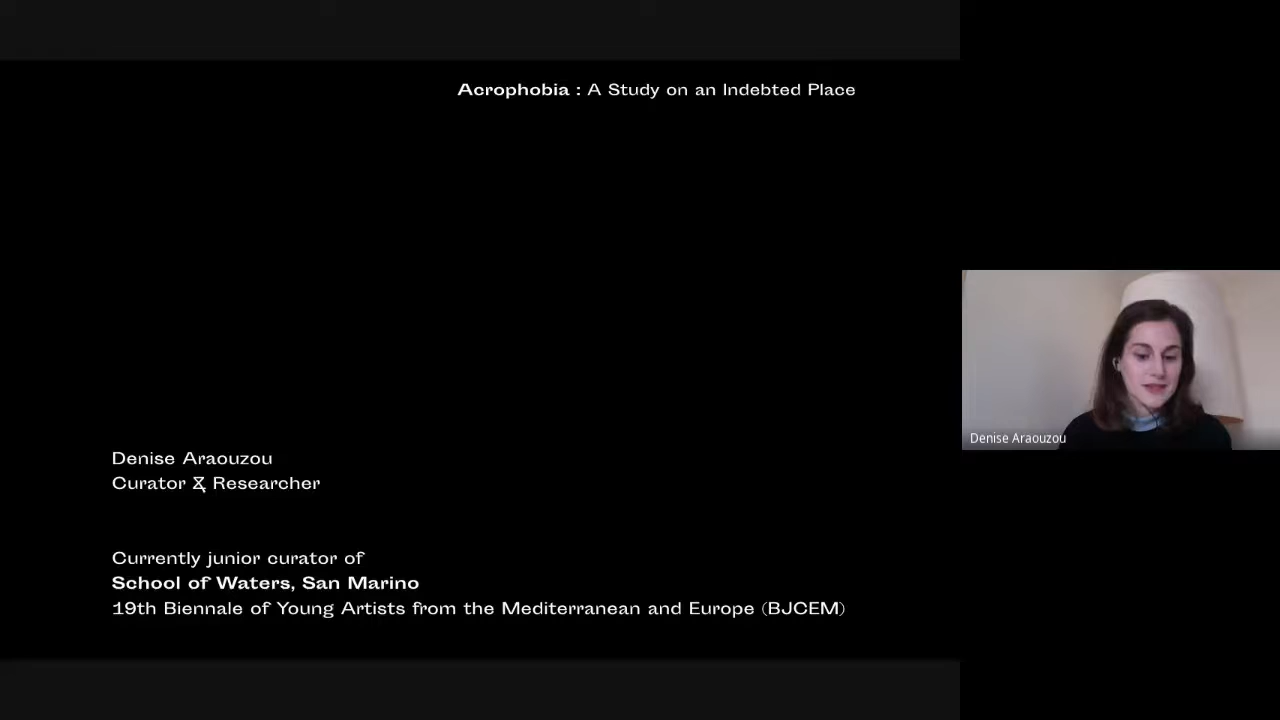 Acrophobia : A Study on an Indebted Place
Denise Araouzou
Curator & Researcher
Currently junior curator of
School of Waters, San Marino
19th Biennale of Young Artists from the Mediterranean and Europe (BJCEM)
Denise Araouzou